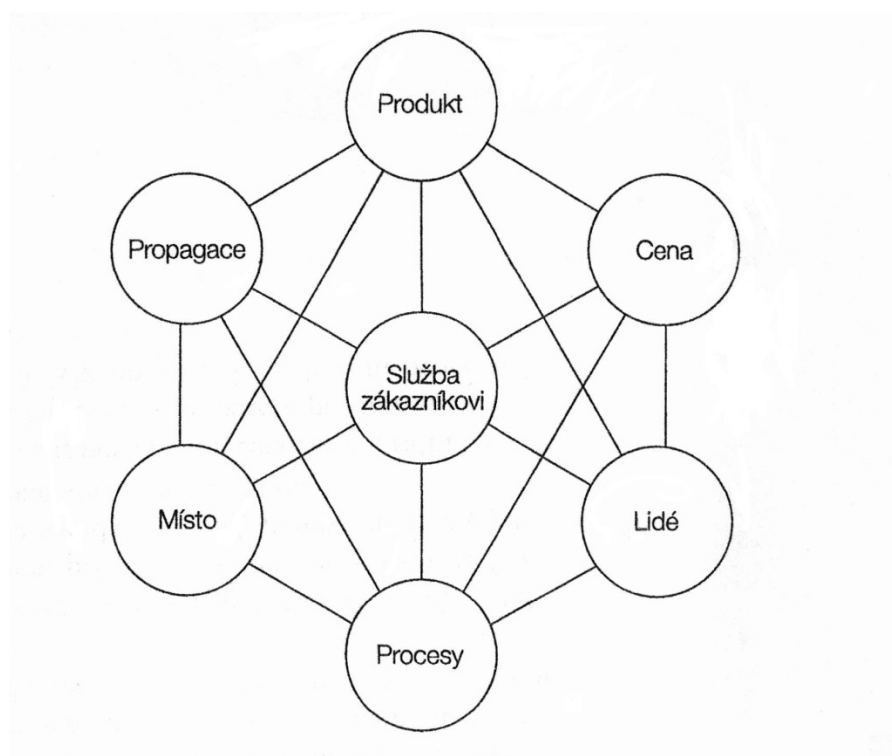 Produkt
Propagace
Cena
Služba
zákazníkovi
Místo
Lidé
Procesy